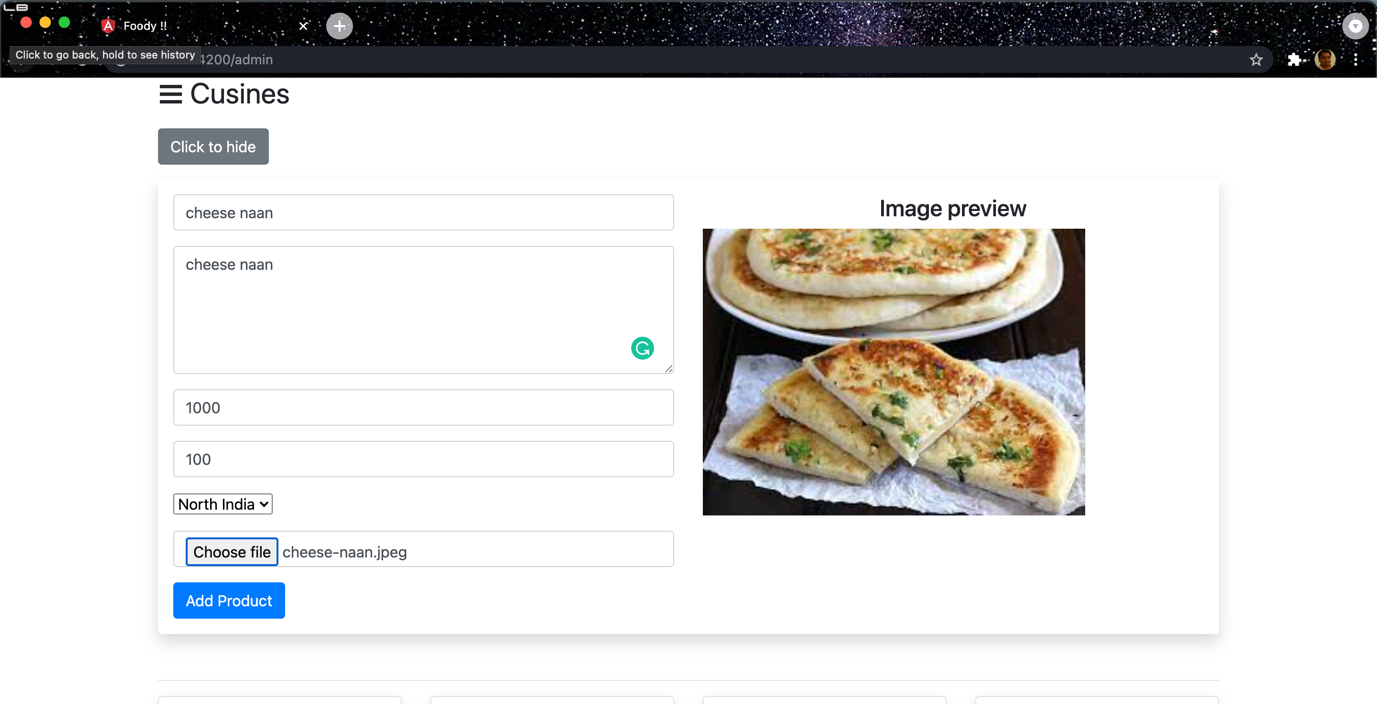 Foody !!
Click to go back, hold to see history
4200/admin
Cusines
Click to hide
cheese naan
cheese naan
1000
100
North India
Choose file cheese-naan.jpeg
Add Product
Image preview